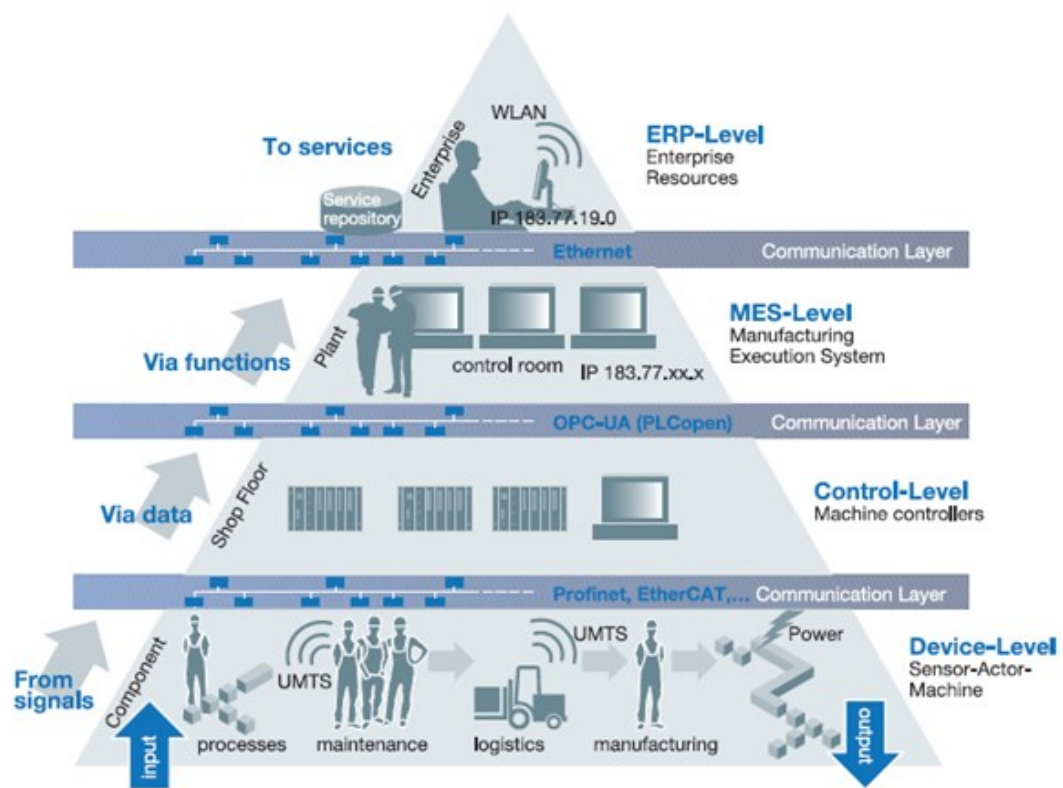 WLAN
To services
Enterprise
ERP-Level
Enterprise
Resources
Service
repository
IP 183.77.19.0
Ethernet
Communication Layer
MES-Level
Manufacturing
Execution System
Via functions
Plant
control room
IP 183.77.xx.x
OPC-UA (PLCopen)
Communication Layer
Shop Floor
Control-Level
Machine controllers
Via data
Profinet, EtherCAT,...
Communication Layer
UMTS
Power
Device-Level
Sensor-Actor-
Machine
From
signals
Component
UMTS
input
processes
maintenance
logistics
manufacturing
output